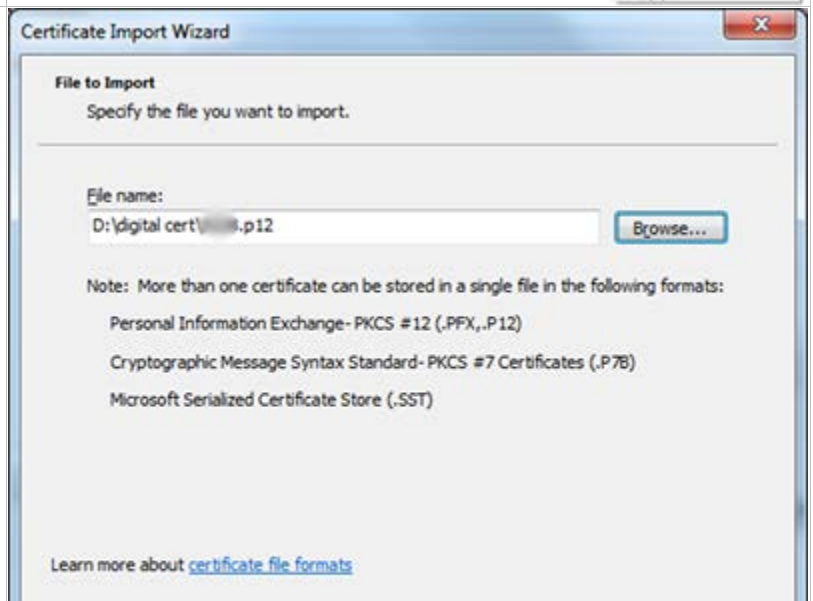 Certificate Import Wizard
File to Import
Specify the file you want to import.
File name:
D:\digital cert\ .p12
Browse...
Note: More than one certificate can be stored in a single file in the following formats:
Personal Information Exchange- PKCS #12 (.PFX,.P12)
Cryptographic Message Syntax Standard- PKCS #7 Certificates (.P7B)
Microsoft Serialized Certificate Store (.SST)
Learn more about certificate file formats